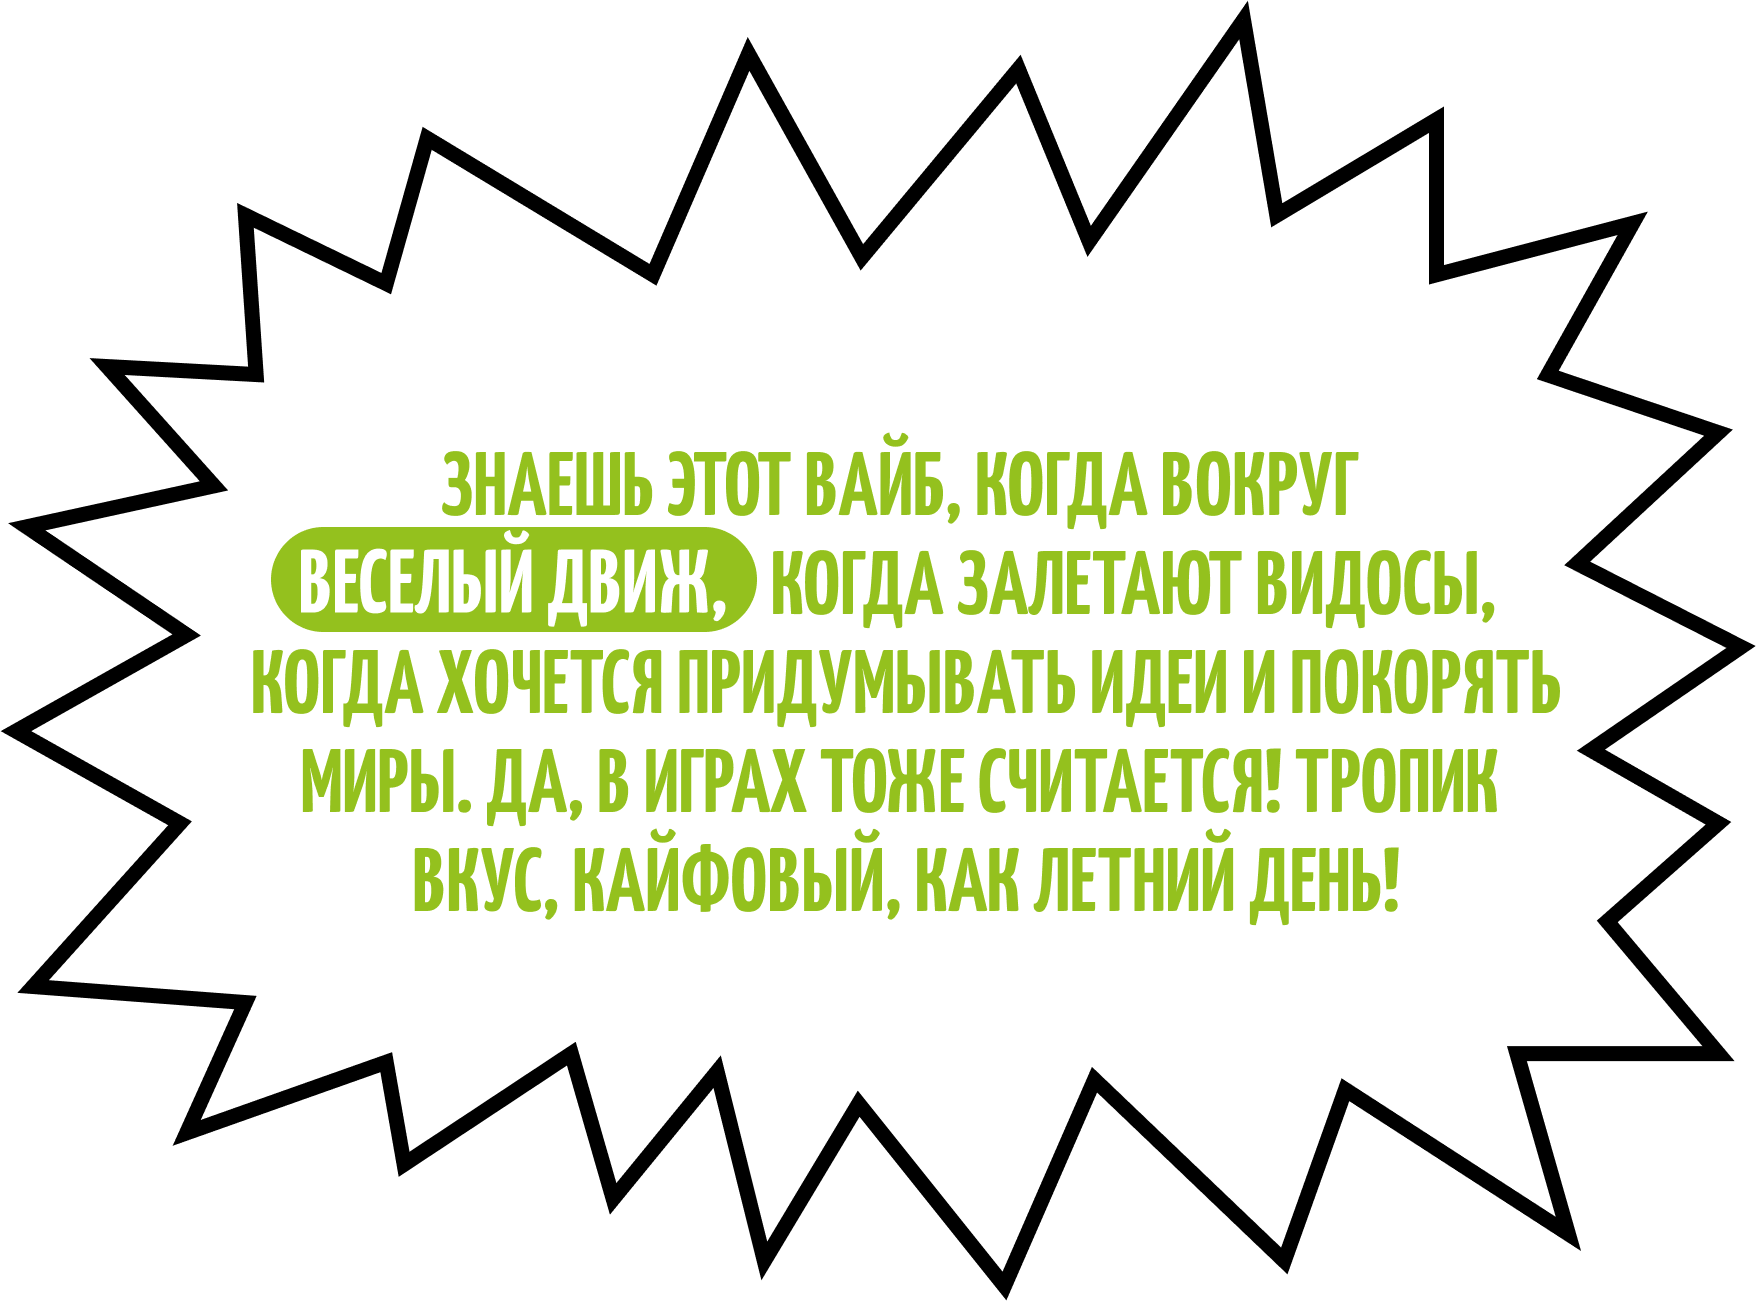 ЗНАЕШЬ ЭТОТ ВАЙБ, КОГДА ВОКРУГ
ВЕСЕЛЫЙ ДВИЖ, КОГДА ЗАЛЕТАЮТ ВИДОСЫ,
КОГДА ХОЧЕТСЯ ПРИДУМЫВАТЬ ИДЕИ И ПОКОРЯТЬ
МИРЫ. ДА, В ИГРАХ ТОЖЕ СЧИТАЕТСЯ! ТРОПИК
ВКУС, КАЙФОВЫЙ, КАК ЛЕТНИЙ ДЕНЬ!